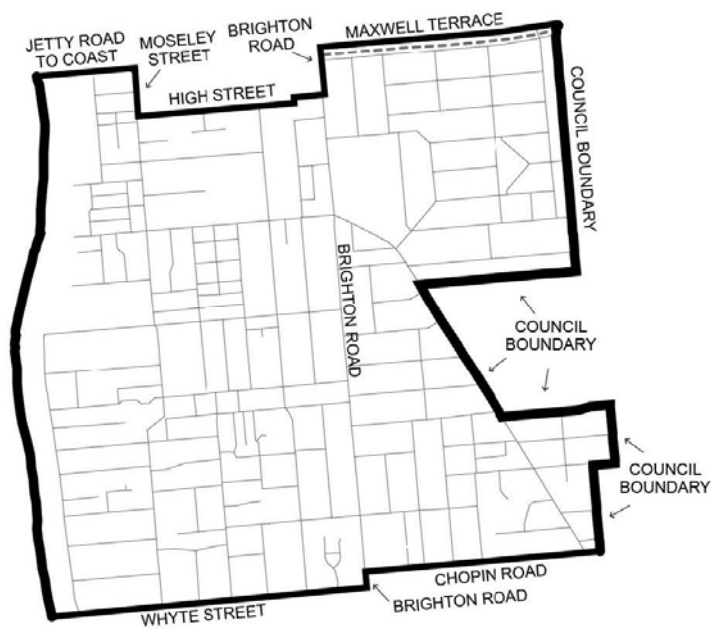 JETTY ROAD
TO COAST
MOSELEY
STREET
BRIGHTON
ROAD
MAXWELL TERRACE
HIGH STREET
COUNCIL BOUNDARY
BRIGHTON ROAD
COUNCIL
BOUNDARY
COUNCIL
BOUNDARY
CHOPIN ROAD
BRIGHTON ROAD
WHYTE STREET